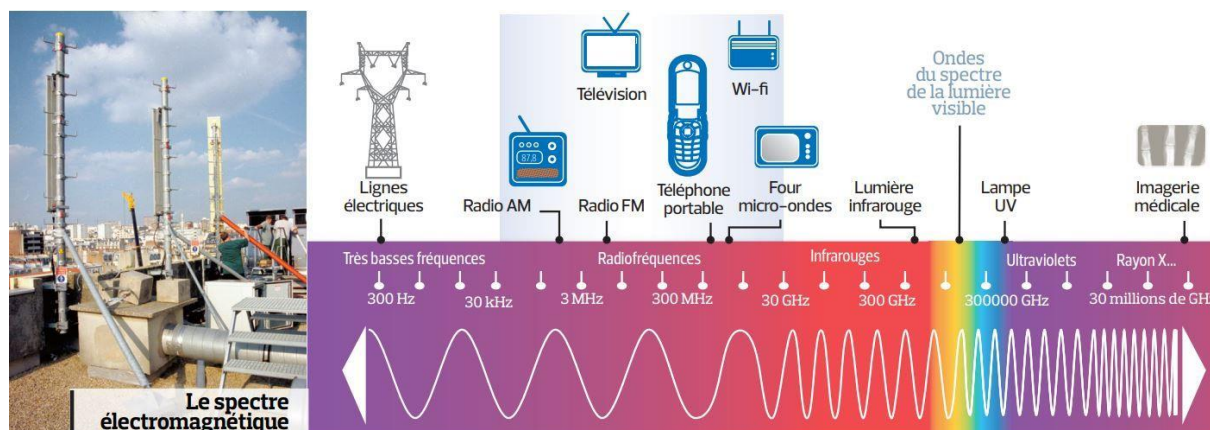 Le spectre
électromagnétique
Lignes
électriques
Radio AM
87.8
Télévision
Radio FM
Téléphone
portable
Wi-fi
Four
micro-ondes
Lumière
infrarouge
Ondes
du spectre
de la lumière
visible
Lampe
UV
Imagerie
médicale
Très basses fréquences
Radiofréquences
Infrarouges
Ultraviolets
Rayon X...
300 Hz
30 kHz
3 MHz
300 MHz
30 GHz
300 GHz
300000 GHz
30 millions de GH